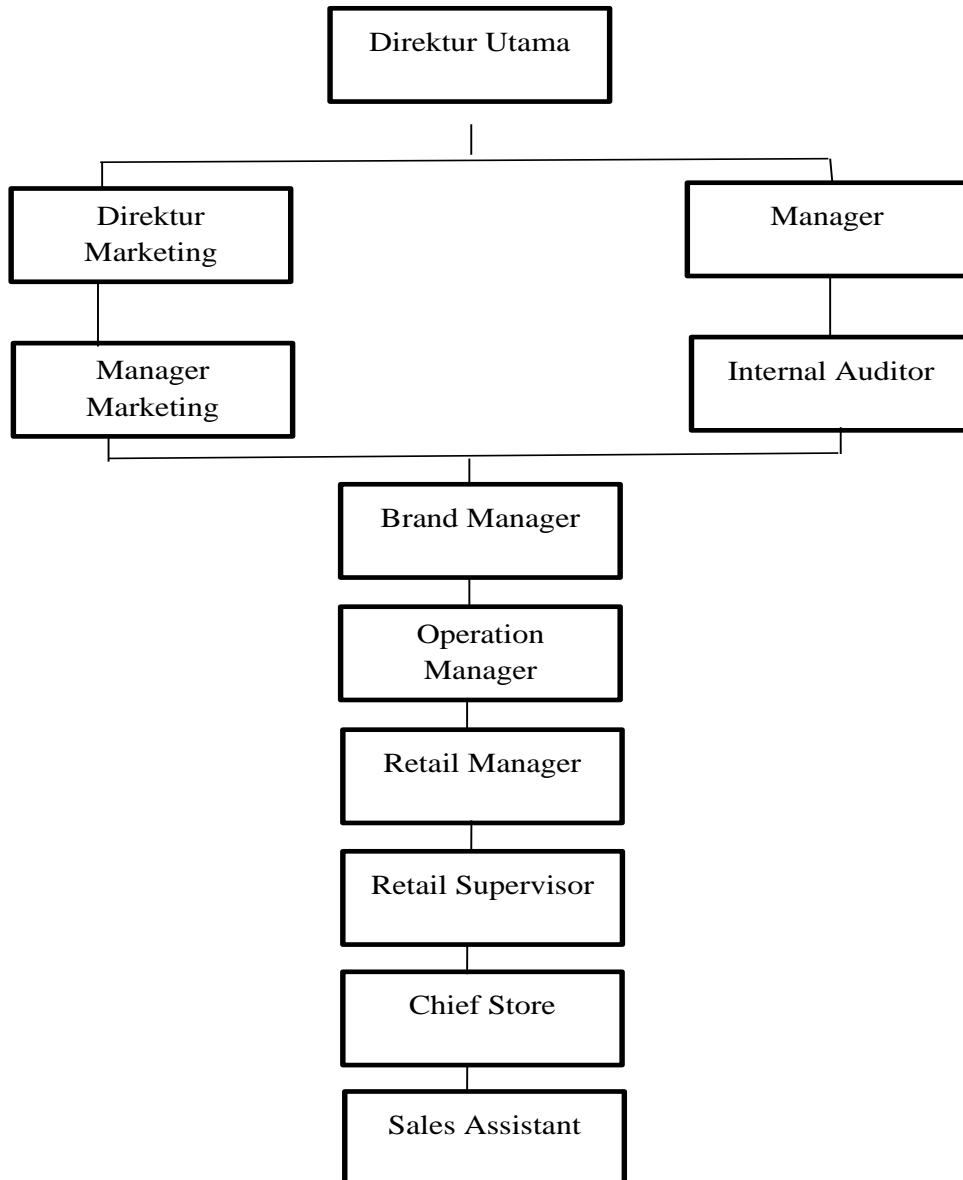 Direktur Utama
Direktur
Marketing
Manager
Manager
Marketing
Internal Auditor
Brand Manager
Operation
Manager
Retail Manager
Retail Supervisor
Chief Store
Sales Assistant